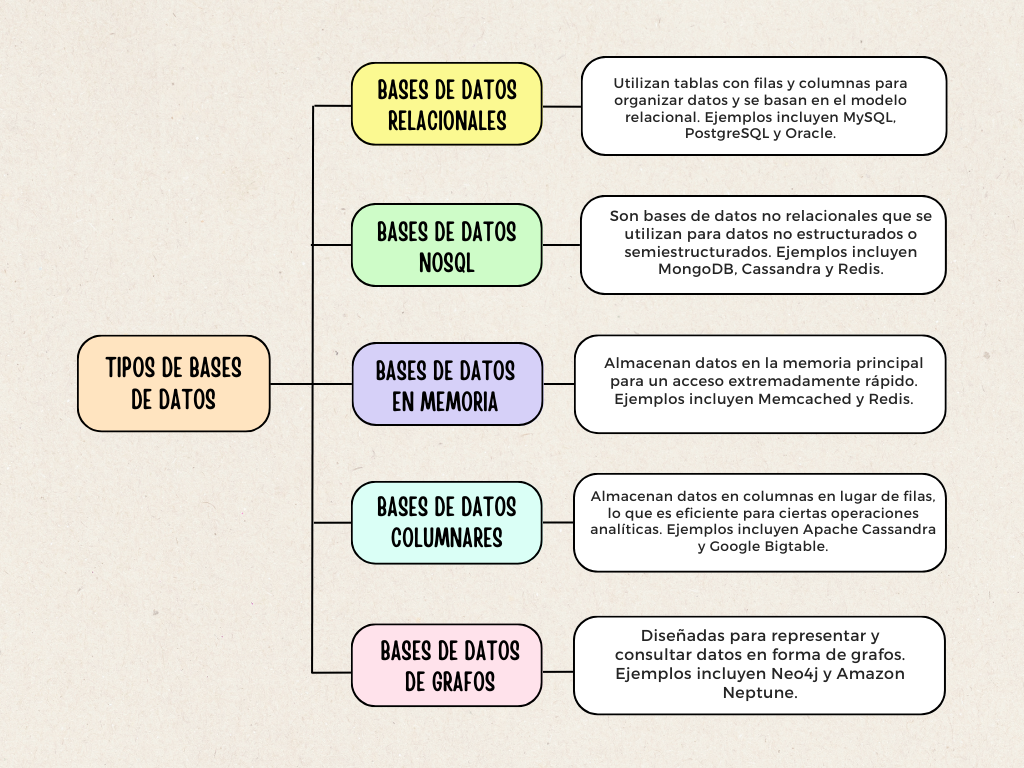 BASES DE DATOS
RELACIONALES
Utilizan tablas con filas y columnas para
organizar datos y se basan en el modelo
relacional. Ejemplos incluyen MySQL,
PostgreSQL y Oracle.
BASES DE DATOS
NOSQL
Son bases de datos no relacionales que se
utilizan para datos no estructurados o
semiestructurados. Ejemplos incluyen
MongoDB, Cassandra y Redis.
TIPOS DE BASES
DE DATOS
BASES DE DATOS
EN MEMORIA
Almacenan datos en la memoria principal
para un acceso extremadamente rápido.
Ejemplos incluyen Memcached y Redis.
BASES DE DATOS
COLUMNARES
Almacenan datos en columnas en lugar de filas,
lo que es eficiente para ciertas operaciones
analíticas. Ejemplos incluyen Apache Cassandra
y Google Bigtable.
BASES DE DATOS
DE GRAFOS
Diseñadas para representar y
consultar datos en forma de grafos.
Ejemplos incluyen Neo4j y Amazon
Neptune.